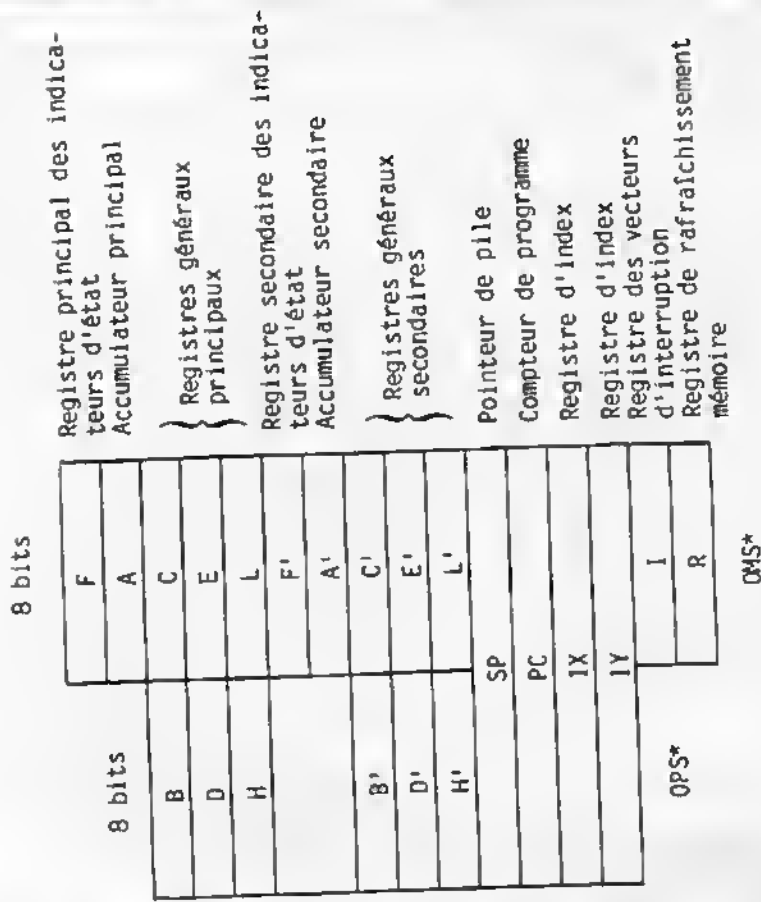 8 bits
8 bits
F
Registre principal des indica-
teurs d'état
A
Accumulateur principal
B
C
D
E
H
L
Registres généraux
principaux
F'
Registre secondaire des indica-
teurs d'état
A'
Accumulateur secondaire
B'
C'
D'
E'
H'
L'
Registres généraux
secondaires
SP
Pointeur de pile
PC
Compteur de programme
1X
Registre d'index
1Y
Registre d'index
I
Registre des vecteurs
d'interruption
R
Registre de rafraîchissement
mémoire
OPS*
OMS*